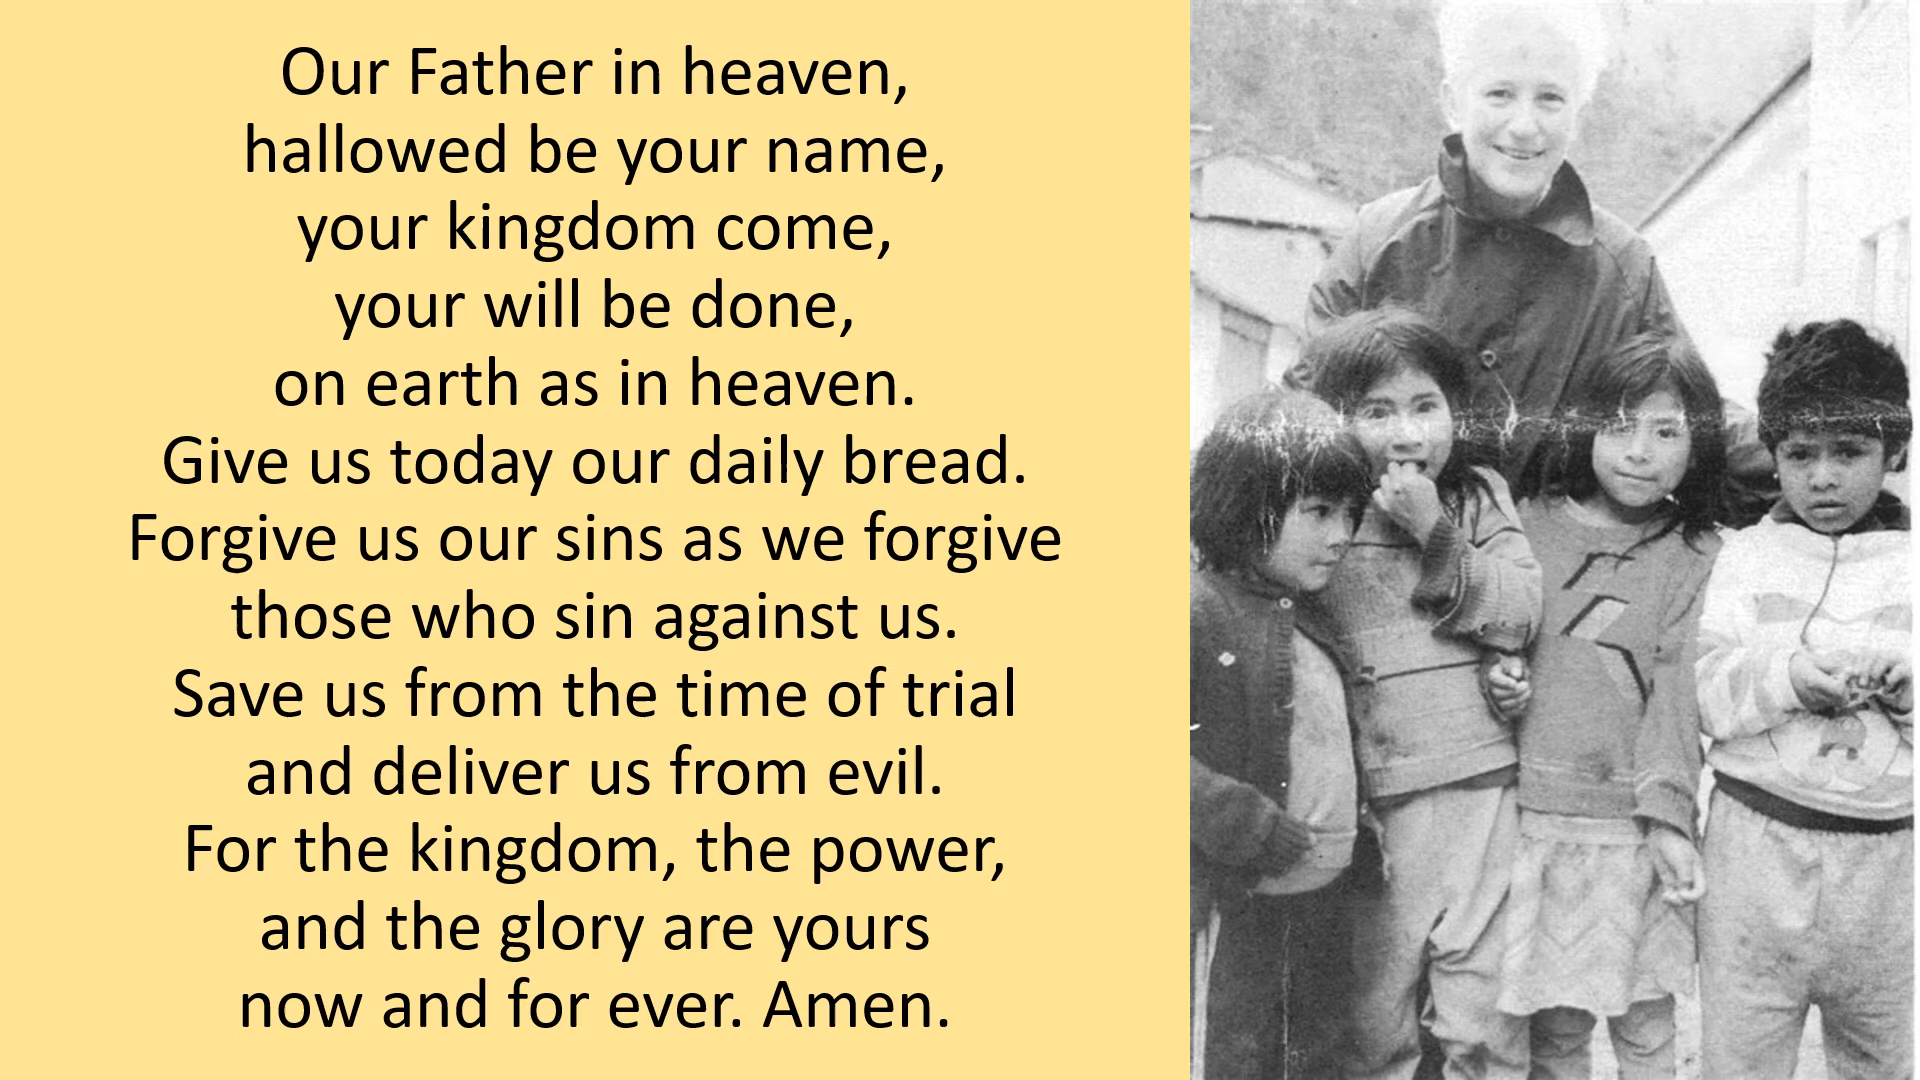 Our Father in heaven,
hallowed be your name,
your kingdom come,
your will be done,
on earth as in heaven.
Give us today our daily bread.
Forgive us our sins as we forgive
those who sin against us.
Save us from the time of trial
and deliver us from evil.
For the kingdom, the power,
and the glory are yours
now and for ever. Amen.